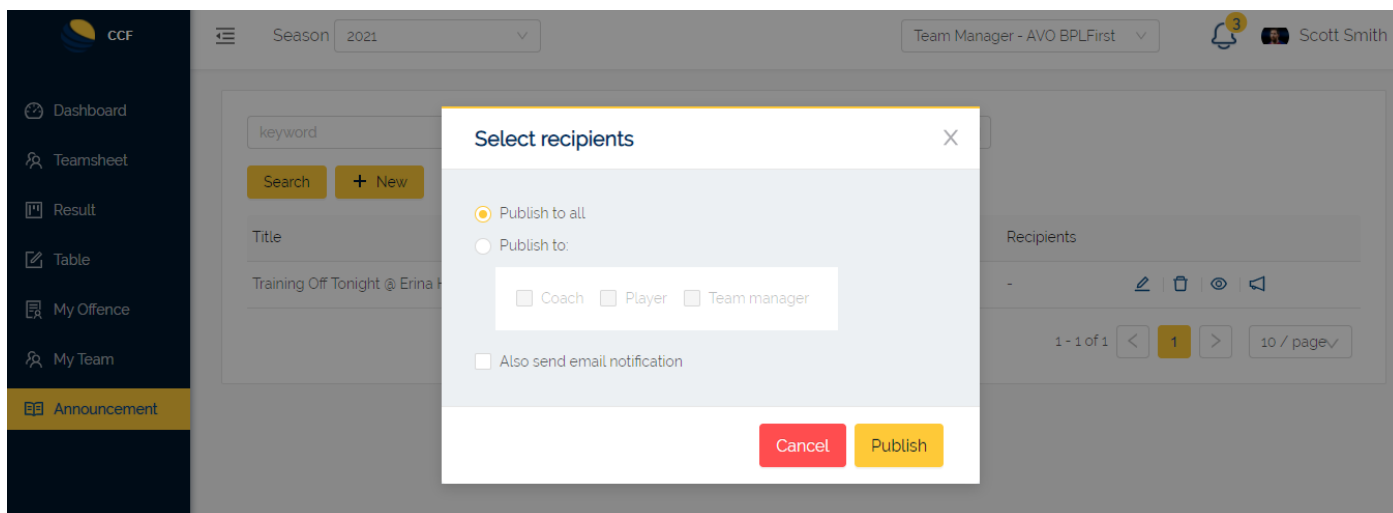 CCF
Season 2021
Team Manager - AVO BPLFirst
3
Scott Smith
Dashboard
Teamsheet
Result
Table
My Offence
My Team
Announcement
keyword
Search
+ New
Title
Recipients
Training Off Tonight @ Erina
-
1 - 1 of 1
1
10 / page
Select recipients
Publish to all
Publish to:
Coach
Player
Team manager
Also send email notification
Cancel
Publish